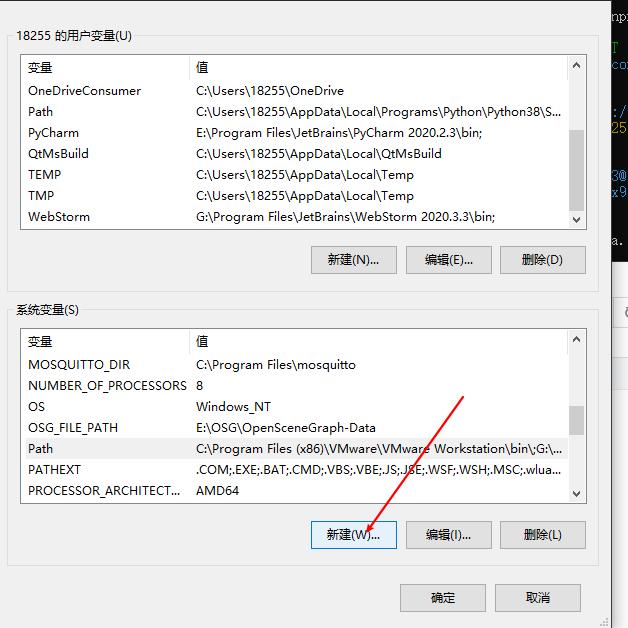 18255 的用户变量(U)
变量 值
OneDriveConsumer C:\Users\18255\OneDrive
Path C:\Users\18255\AppData\Local\Programs\Python\Python38\S...
PyCharm E:\Program Files\JetBrains\PyCharm 2020.2.3\bin;
QtMsBuild C:\Users\18255\AppData\Local\QtMsBuild
TEMP C:\Users\18255\AppData\Local\Temp
TMP C:\Users\18255\AppData\Local\Temp
WebStorm G:\Program Files\JetBrains\WebStorm 2020.3.3\bin;
新建(N)... 编辑(E)... 删除(D)
系统变量(S)
变量 值
MOSQUITTO_DIR C:\Program Files\mosquitto
NUMBER_OF_PROCESSORS 8
OS Windows_NT
OSG_FILE_PATH E:\OSG\OpenSceneGraph-Data
Path C:\Program Files (x86)\VMware\VMware Workstation\bin\;G:\...
PATHEXT .COM;.EXE;.BAT;.CMD;.VBS;.VBE;.JS;.JSE;.WSF;.WSH;.MSC;.wlua...
PROCESSOR_ARCHITECT... AMD64
新建(W)... 编辑(I)... 删除(L)
确定 取消